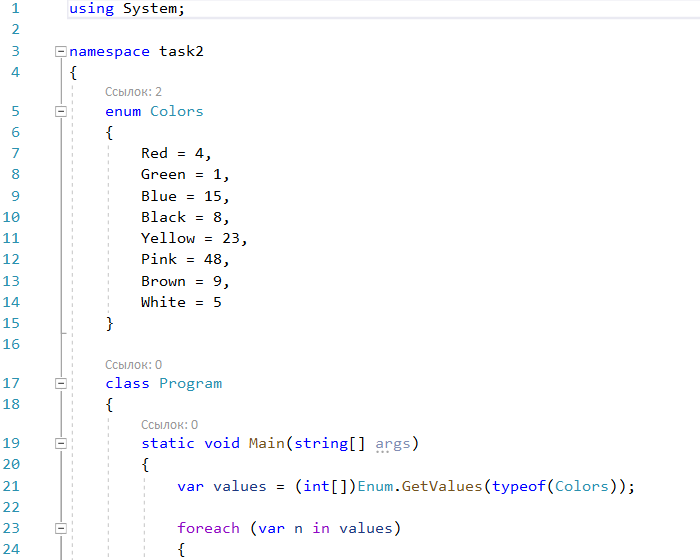 1 using System;
2
3 namespace task2
4 {
Ссылок: 2
5 enum Colors
6 {
7 Red = 4,
8 Green = 1,
9 Blue = 15,
10 Black = 8,
11 Yellow = 23,
12 Pink = 48,
13 Brown = 9,
14 White = 5
15 }
16
Ссылок: 0
17 class Program
18 {
Ссылок: 0
19 static void Main(string[] args)
20 {
21 var values = (int[])Enum.GetValues(typeof(Colors));
22
23 foreach (var n in values)
24 {